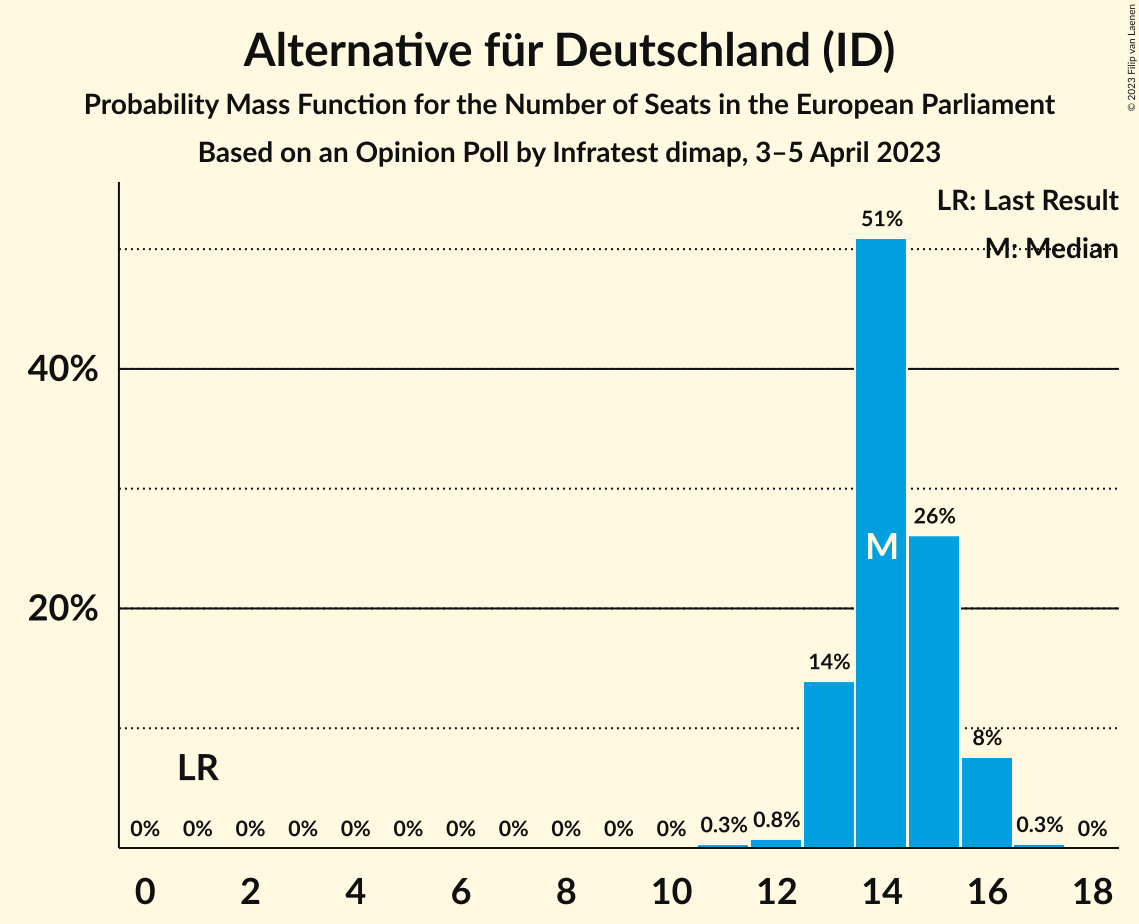 Alternative für Deutschland (ID)
Probability Mass Function for the Number of Seats in the European Parliament
Based on an Opinion Poll by Infratest dimap, 3–5 April 2023
© 2023 Filip van Laenen
LR: Last Result
M: Median
51%
40%
26%
M
20%
14%
8%
LR
0% 0% 0% 0% 0% 0% 0% 0% 0% 0% 0% 0.3% 0.8% 0.3% 0%
0 2 4 6 8 10 12 14 16 18